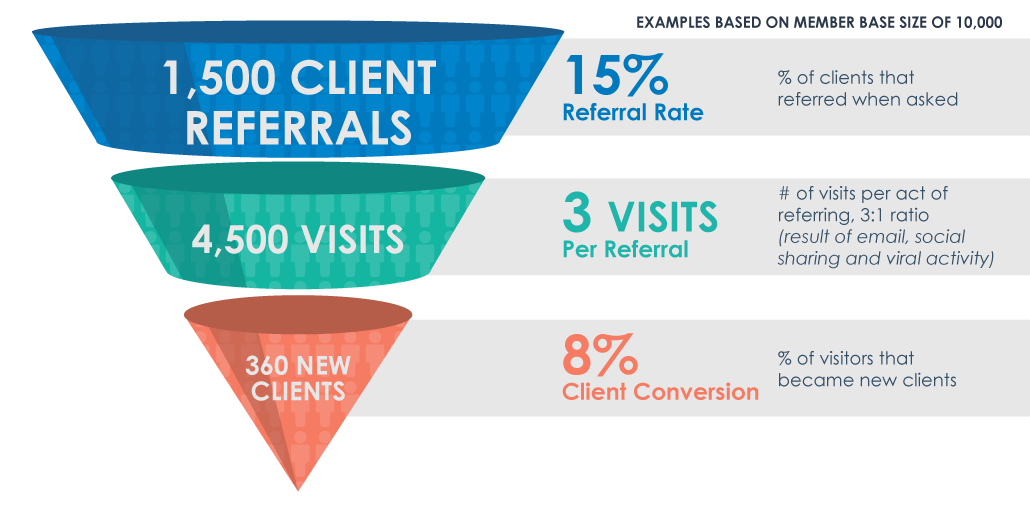 EXAMPLES BASED ON MEMBER BASE SIZE OF 10,000
1,500 CLIENT
REFERRALS
15%
Referral Rate
% of clients that
referred when asked
4,500 VISITS
3 VISITS
Per Referral
# of visits per act of
referring, 3:1 ratio
(result of email, social
sharing and viral activity)
360 NEW
CLIENTS
8%
Client Conversion
% of visitors that
became new clients